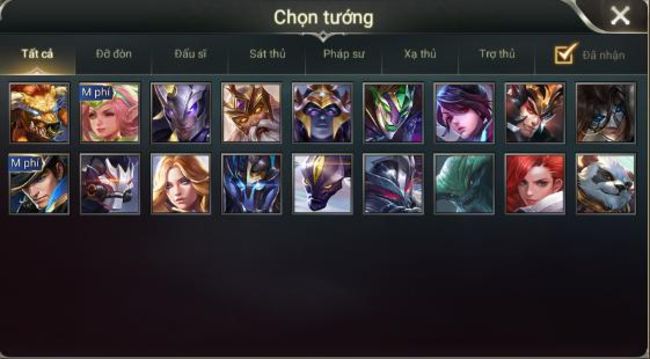 Chọn tướng
Tất cả Đỡ đòn Đấu sĩ Sát thủ Pháp sư Xạ thủ Trợ thủ Đã nhận
M phí
M phí